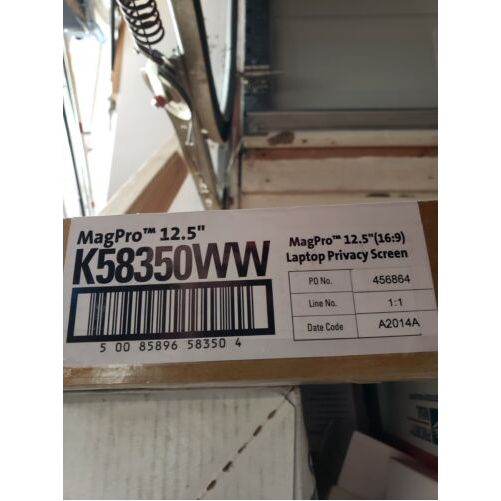 MagPro™ 12.5"
K58350WW
5 00 85896 58350 4
MagPro™ 12.5"(16:9)
Laptop Privacy Screen
PO No. 456864
Line No. 1:1
Date Code A2014A